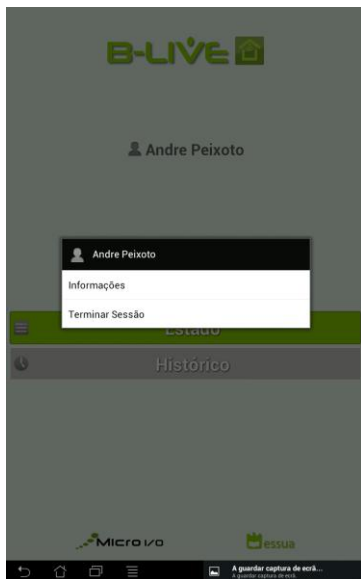 B-LIVE
Andre Peixoto
Andre Peixoto
Informações
Terminar Sessão
Estado
Histórico
Micro I/O
essua
A guardar captura de ecrã...
A guardar captura de ecrã.